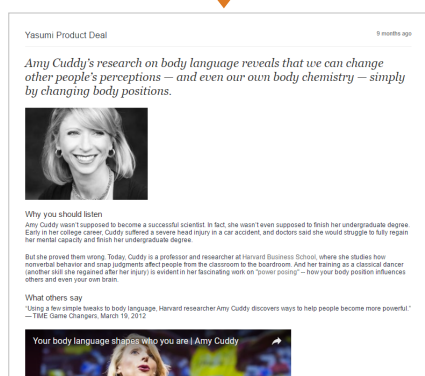 Yasumi Product Deal
9 months ago
Amy Cuddy's research on body language reveals that we can change
other people's perceptions — and even our own body chemistry — simply
by changing body positions.
Why you should listen
Amy Cuddy wasn't supposed to become a successful scientist. In fact, she wasn't even supposed to finish her undergraduate degree.
Early in her college career, Cuddy suffered a severe head injury in a car accident, and doctors said she would struggle to fully regain
her mental capacity and finish her undergraduate degree.
But she proved them wrong. Today, Cuddy is a professor and researcher at Harvard Business School, where she studies how
nonverbal behavior and snap judgments affect people from the classroom to the boardroom. And her training as a classical dancer
(another skill she regained after her injury) is evident in her fascinating work on "power posing" -- how your body position influences
others and even your own brain.
What others say
"Using a few simple tweaks to body language, Harvard researcher Amy Cuddy discovers ways to help people become more powerful."
— TIME Game Changers, March 19, 2012
Your body language shapes who you are | Amy Cuddy